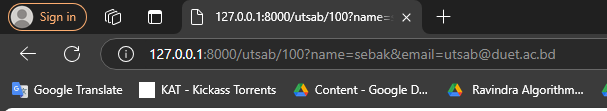 Sign in
127.0.0.1:8000/utsab/100?name=
127.0.0.1:8000/utsab/100?name=sebak&email=utsab@duet.ac.bd
Google Translate KAT - Kickass Torrents Content - Google D... Ravindra Algorithm...